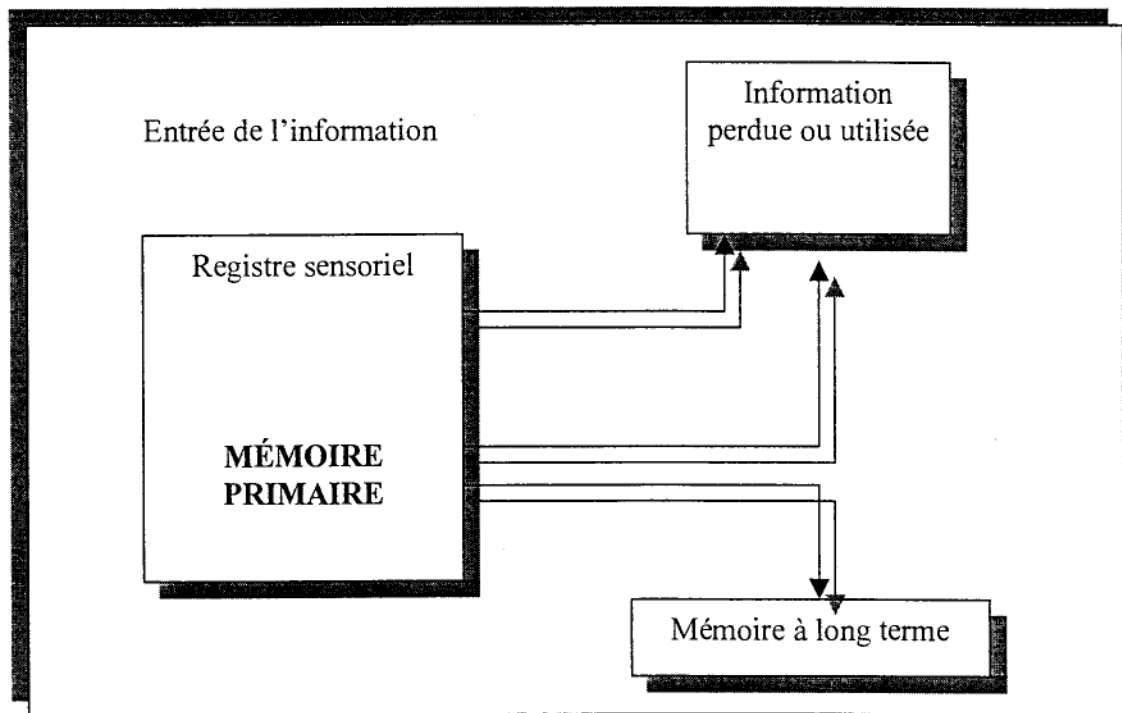 Entrée de l'information
Information
perdue ou utilisée
Registre sensoriel
MÉMOIRE
PRIMAIRE
Mémoire à long terme